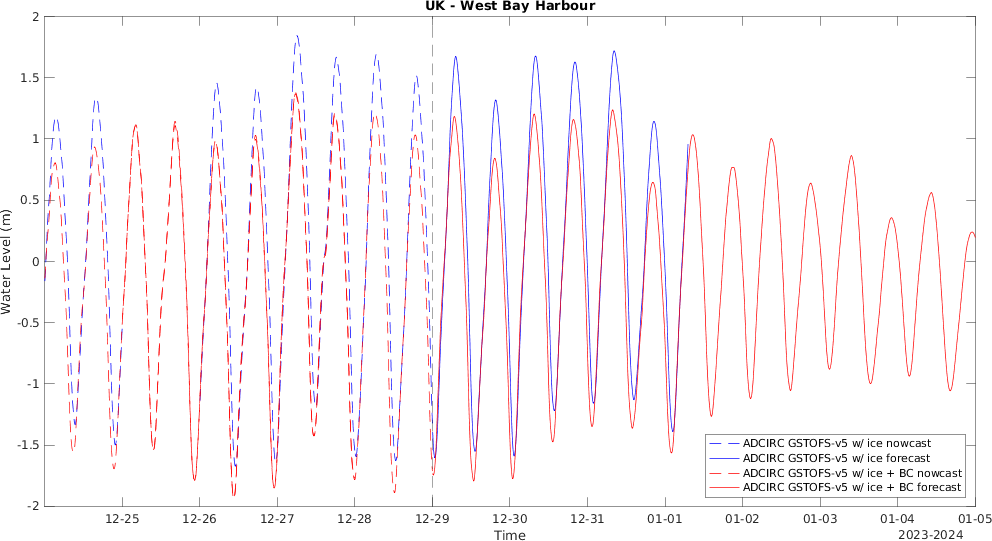 UK - West Bay Harbour
2
1.5
1
0.5
0
-0.5
-1
-1.5
-2
Water Level (m)
12-25 12-26 12-27 12-28 12-29 12-30 12-31 01-01 01-02 01-03 01-04 01-05
Time
2023-2024
ADCIRC GSTOFS-v5 w/ ice nowcast
ADCIRC GSTOFS-v5 w/ ice forecast
ADCIRC GSTOFS-v5 w/ ice + BC nowcast
ADCIRC GSTOFS-v5 w/ ice + BC forecast